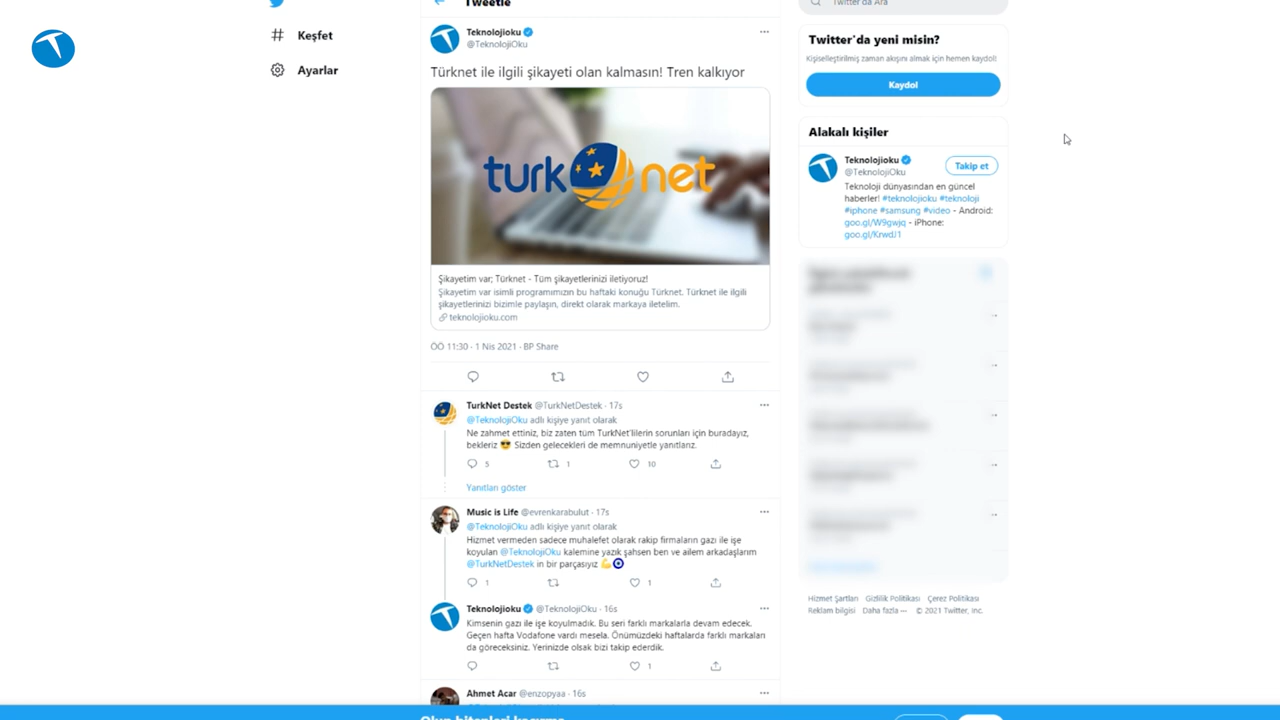 Tweetle
Keşfet
Ayarlar
Teknolojioku
@TeknolojiOku
Türknet ile ilgili şikayeti olan kalmasın! Tren kalkıyor
turk net
Şikayetim var; Türknet - Tüm şikayetlerinizi iletiyoruz!
Şikayetim var isimli programımızın bu haftaki konuğu Türknet. Türknet ile ilgili
şikayetlerinizi bizimle paylaşın, direkt olarak markaya iletelim.
teknolojioku.com
ÖÖ 11:30 · 1 Nis 2021 · BP Share
TurkNet Destek @TurkNetDestek · 17s
@TeknolojiOku adlı kişiye yanıt olarak
Ne zahmet ettiniz, biz zaten tüm TurkNet'lilerin sorunları için buradayız,
bekleriz 😎 Sizden gelecekleri de memnuniyetle yanıtlarız.
5 1 10
Yanıtları göster
Music is Life @evrenkarabulut · 17s
@TeknolojiOku adlı kişiye yanıt olarak
Hizmet vermeden sadece muhalefet olarak rakip firmaların gazı ile işe
koyulan @TeknolojiOku kalemine yazık şahsen ben ve ailem arkadaşlarım
@TurkNetDestek in bir parçasıyız 💪🧿
1 1
Teknolojioku @TeknolojiOku · 16s
Kimsenin gazı ile işe koyulmadık. Bu seri farklı markalarla devam edecek.
Geçen hafta Vodafone vardı mesela. Önümüzdeki haftalarda farklı markaları
da göreceksiniz. Yerinizde olsak bizi takip ederdik.
1
Ahmet Acar @enzopyaa · 16s
Twitter'da Ara
Twitter'da yeni misin?
Kişiselleştirilmiş zaman akışını almak için hemen kaydol!
Kaydol
Alakalı kişiler
Teknolojioku
@TeknolojiOku
Takip et
Teknoloji dünyasından en güncel
haberler! #teknolojioku #teknoloji
#iphone #samsung #video - Android:
goo.gl/W9gwjq - iPhone:
goo.gl/KrwdJ1
Hizmet Şartları Gizlilik Politikası Çerez Politikası
Reklam bilgisi Daha fazla ··· © 2021 Twitter, Inc.